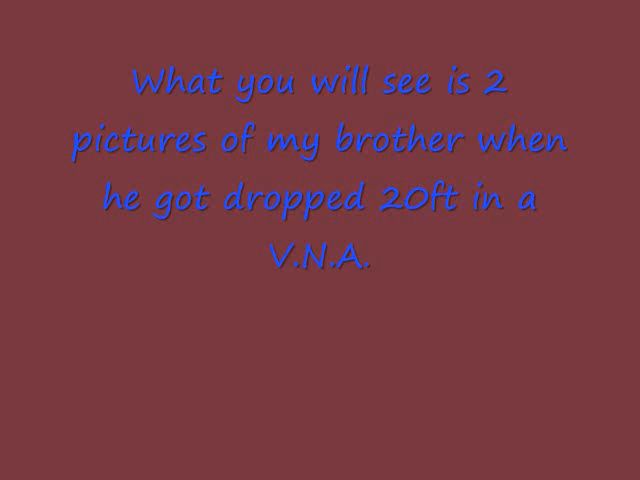 What you will see is 2
pictures of my brother when
he got dropped 20ft in a
V.N.A.